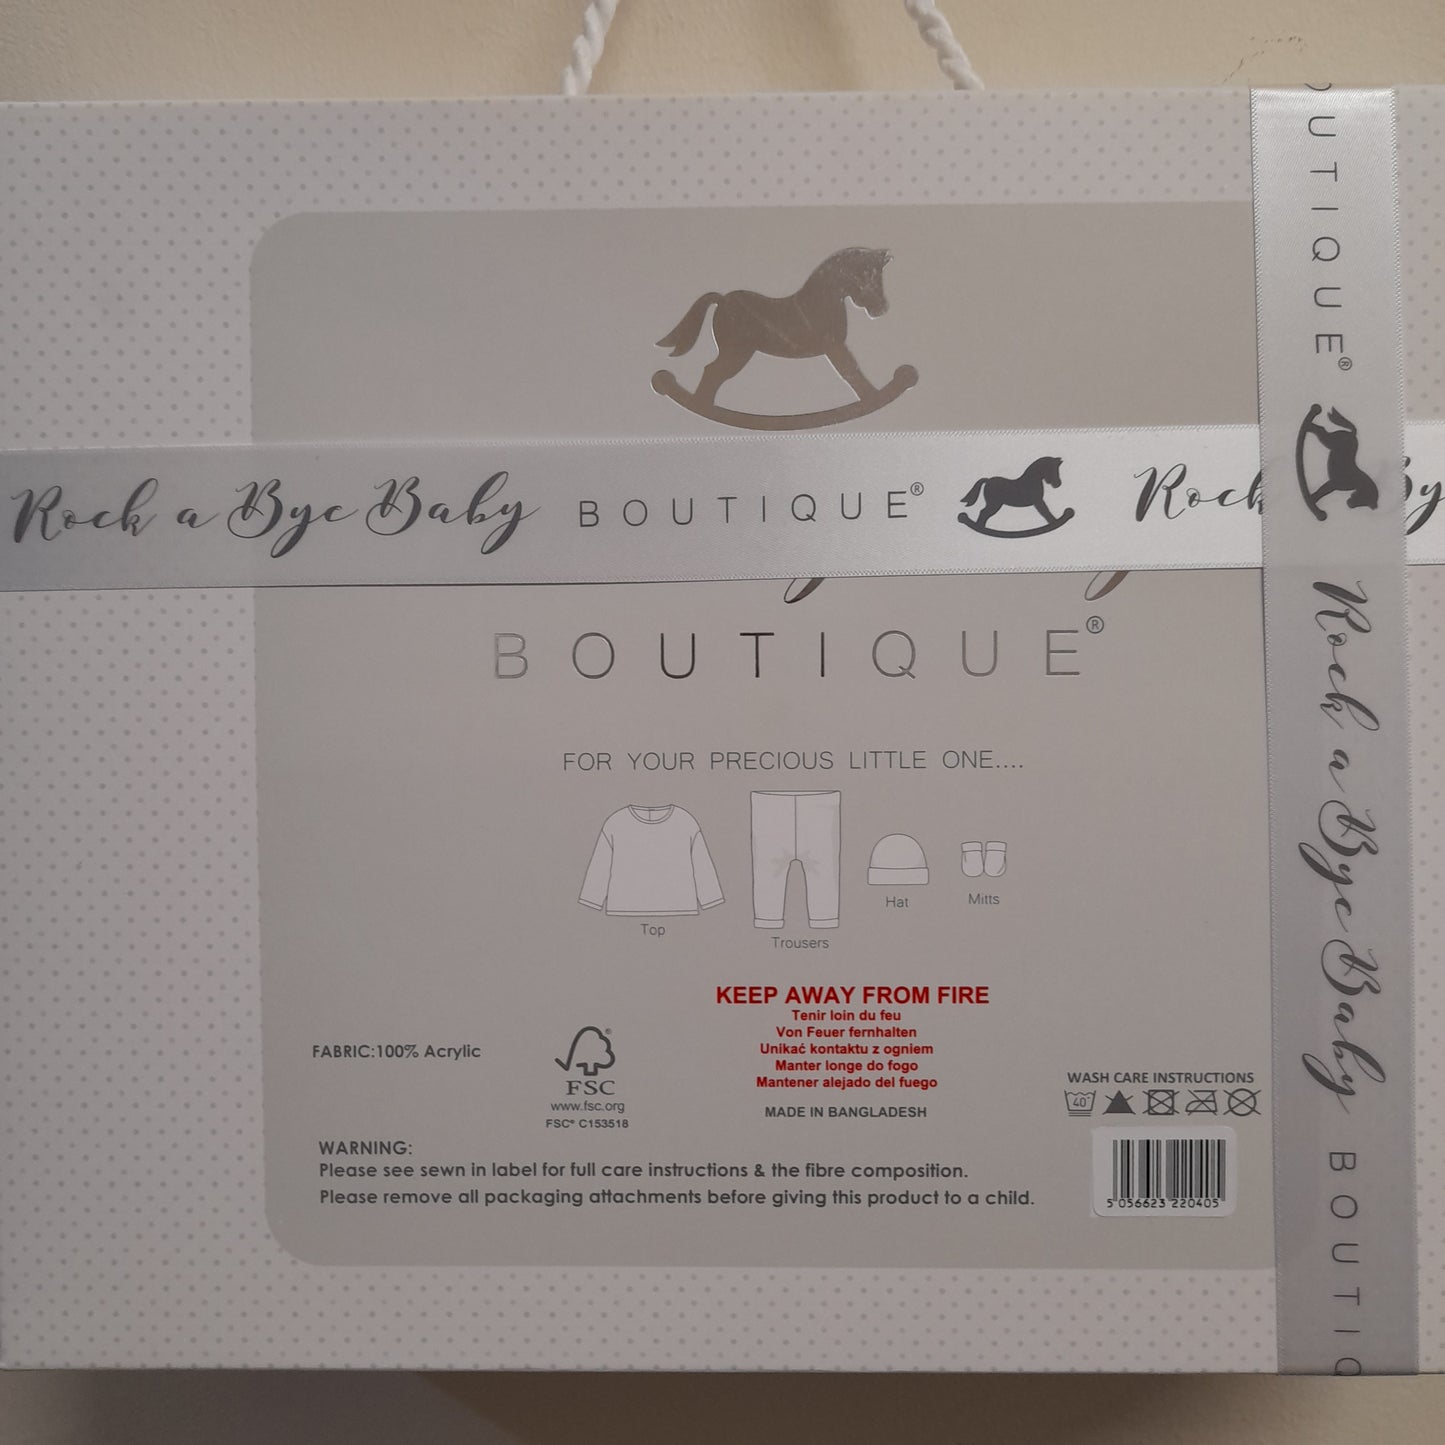 Rock a Bye Baby BOUTIQUE® Rock
BOUTIQUE®
FOR YOUR PRECIOUS LITTLE ONE....
Top
Trousers
Hat
Mitts
KEEP AWAY FROM FIRE
Tenir loin du feu
Von Feuer fernhalten
Unikać kontaktu z ogniem
Manter longe do fogo
Mantener alejado del fuego
MADE IN BANGLADESH
FABRIC:100% Acrylic
FSC
www.fsc.org
FSC® C153518
WASH CARE INSTRUCTIONS
40°
WARNING:
Please see sewn in label for full care instructions & the fibre composition.
Please remove all packaging attachments before giving this product to a child.
5 056623 220405
OUTIQUE®
Rock a Bye Baby BOUTIQ